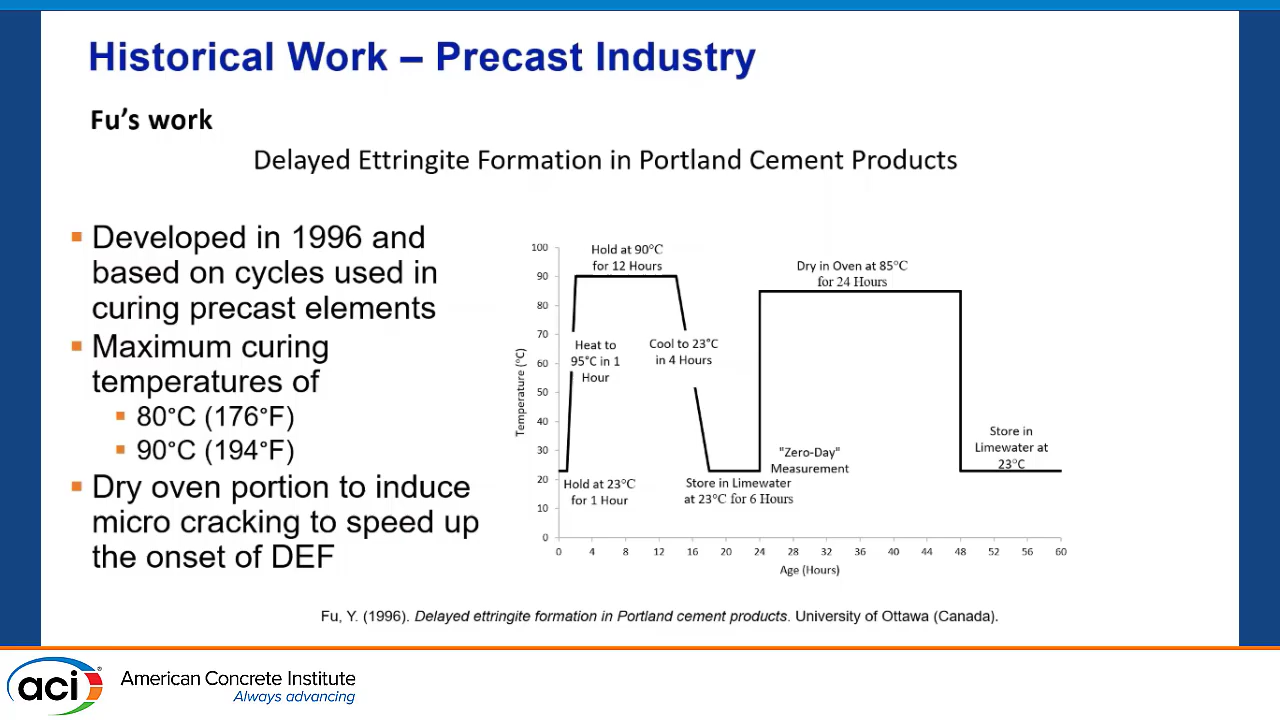 Historical Work – Precast Industry
Fu's work
Delayed Ettringite Formation in Portland Cement Products
▪ Developed in 1996 and
based on cycles used in
curing precast elements
▪ Maximum curing
temperatures of
▪ 80°C (176°F)
▪ 90°C (194°F)
▪ Dry oven portion to induce
micro cracking to speed up
the onset of DEF
Temperature (°C)
100
90
80
70
60
50
40
30
20
10
0
Hold at 90°C
for 12 Hours
Heat to
95°C in 1
Hour
Cool to 23°C
in 4 Hours
Hold at 23°C
for 1 Hour
Store in Limewater
at 23°C for 6 Hours
Dry in Oven at 85°C
for 24 Hours
"Zero-Day"
Measurement
Store in
Limewater at
23°C
0 4 8 12 16 20 24 28 32 36 40 44 48 52 56 60
Age (Hours)
Fu, Y. (1996). Delayed ettringite formation in Portland cement products. University of Ottawa (Canada).
aci®
American Concrete Institute
Always advancing